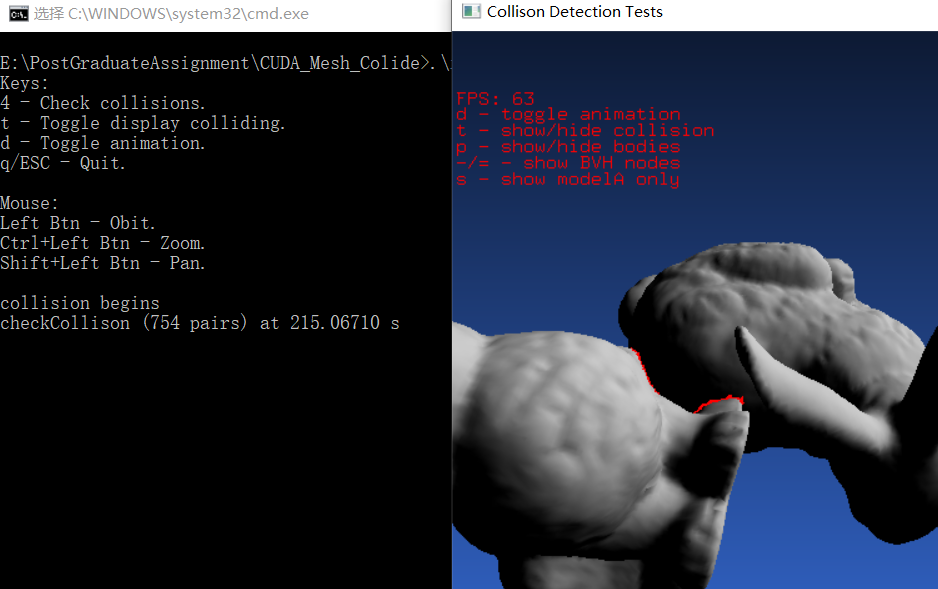 选择 C:\WINDOWS\system32\cmd.exe
E:\PostGraduateAssignment\CUDA_Mesh_Colide>.\
Keys:
4 - Check collisions.
t - Toggle display colliding.
d - Toggle animation.
q/ESC - Quit.
Mouse:
Left Btn - Obit.
Ctrl+Left Btn - Zoom.
Shift+Left Btn - Pan.
collision begins
checkCollison (754 pairs) at 215.06710 s
Collison Detection Tests
FPS: 63
d - toggle animation
t - show/hide collision
p - show/hide bodies
-/= - show BVH nodes
s - show modelA only